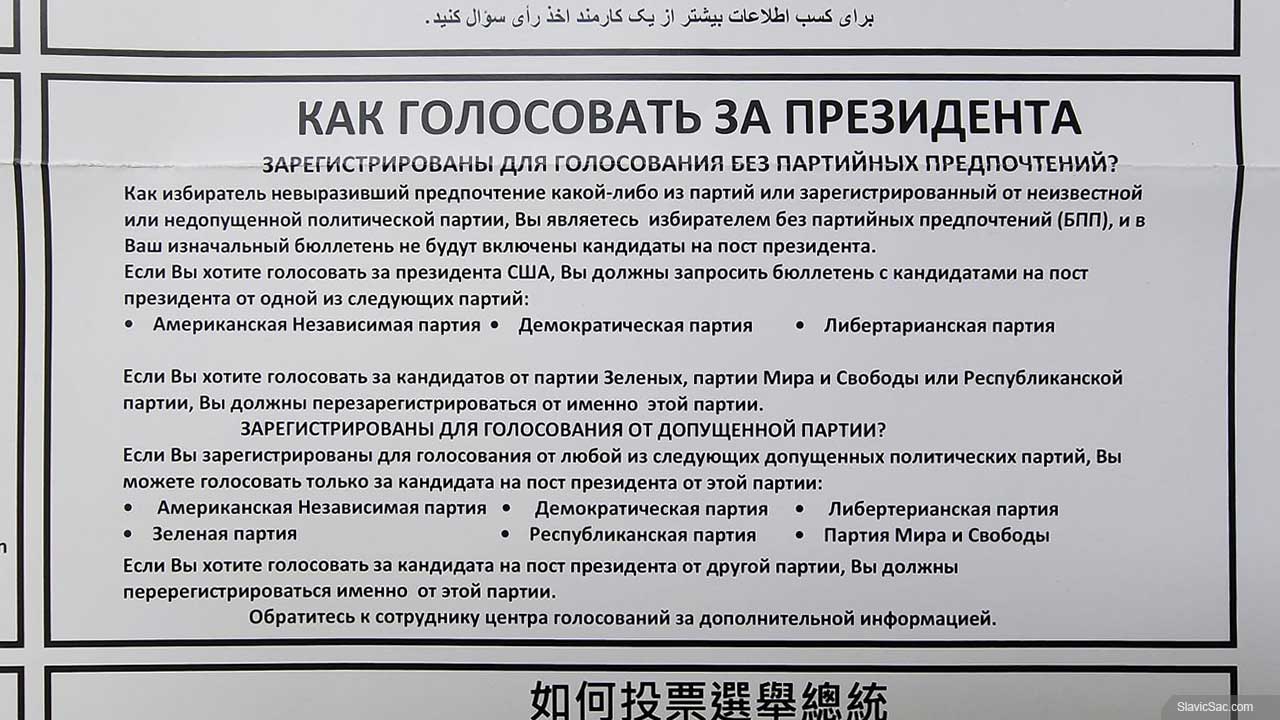 برای کسب اطلاعات بیشتر از یک کارمند اخذ رأی سؤال کنید.
КАК ГОЛОСОВАТЬ ЗА ПРЕЗИДЕНТА
ЗАРЕГИСТРИРОВАНЫ ДЛЯ ГОЛОСОВАНИЯ БЕЗ ПАРТИЙНЫХ ПРЕДПОЧТЕНИЙ?
Как избиратель невыразивший предпочтение какой-либо из партий или зарегистрированный от неизвестной
или недопущенной политической партии, Вы являетесь избирателем без партийных предпочтений (БПП), и в
Ваш изначальный бюллетень не будут включены кандидаты на пост президента.
Если Вы хотите голосовать за президента США, Вы должны запросить бюллетень с кандидатами на пост
президента от одной из следующих партий:
• Американская Независимая партия • Демократическая партия • Либертарианская партия
Если Вы хотите голосовать за кандидатов от партии Зеленых, партии Мира и Свободы или Республиканской
партии, Вы должны перезарегистрироваться от именно этой партии.
ЗАРЕГИСТРИРОВАНЫ ДЛЯ ГОЛОСОВАНИЯ ОТ ДОПУЩЕННОЙ ПАРТИИ?
Если Вы зарегистрированы для голосования от любой из следующих допущенных политических партий, Вы
можете голосовать только за кандидата на пост президента от этой партии:
• Американская Независимая партия • Демократическая партия • Либертерианская партия
• Зеленая партия • Республиканская партия • Партия Мира и Свободы
n
Если Вы хотите голосовать за кандидата на пост президента от другой партии, Вы должны
перерегистрироваться именно от этой партии.
Обратитесь к сотруднику центра голосований за дополнительной информацией.
如何投票選舉總統
SlavicSac.com